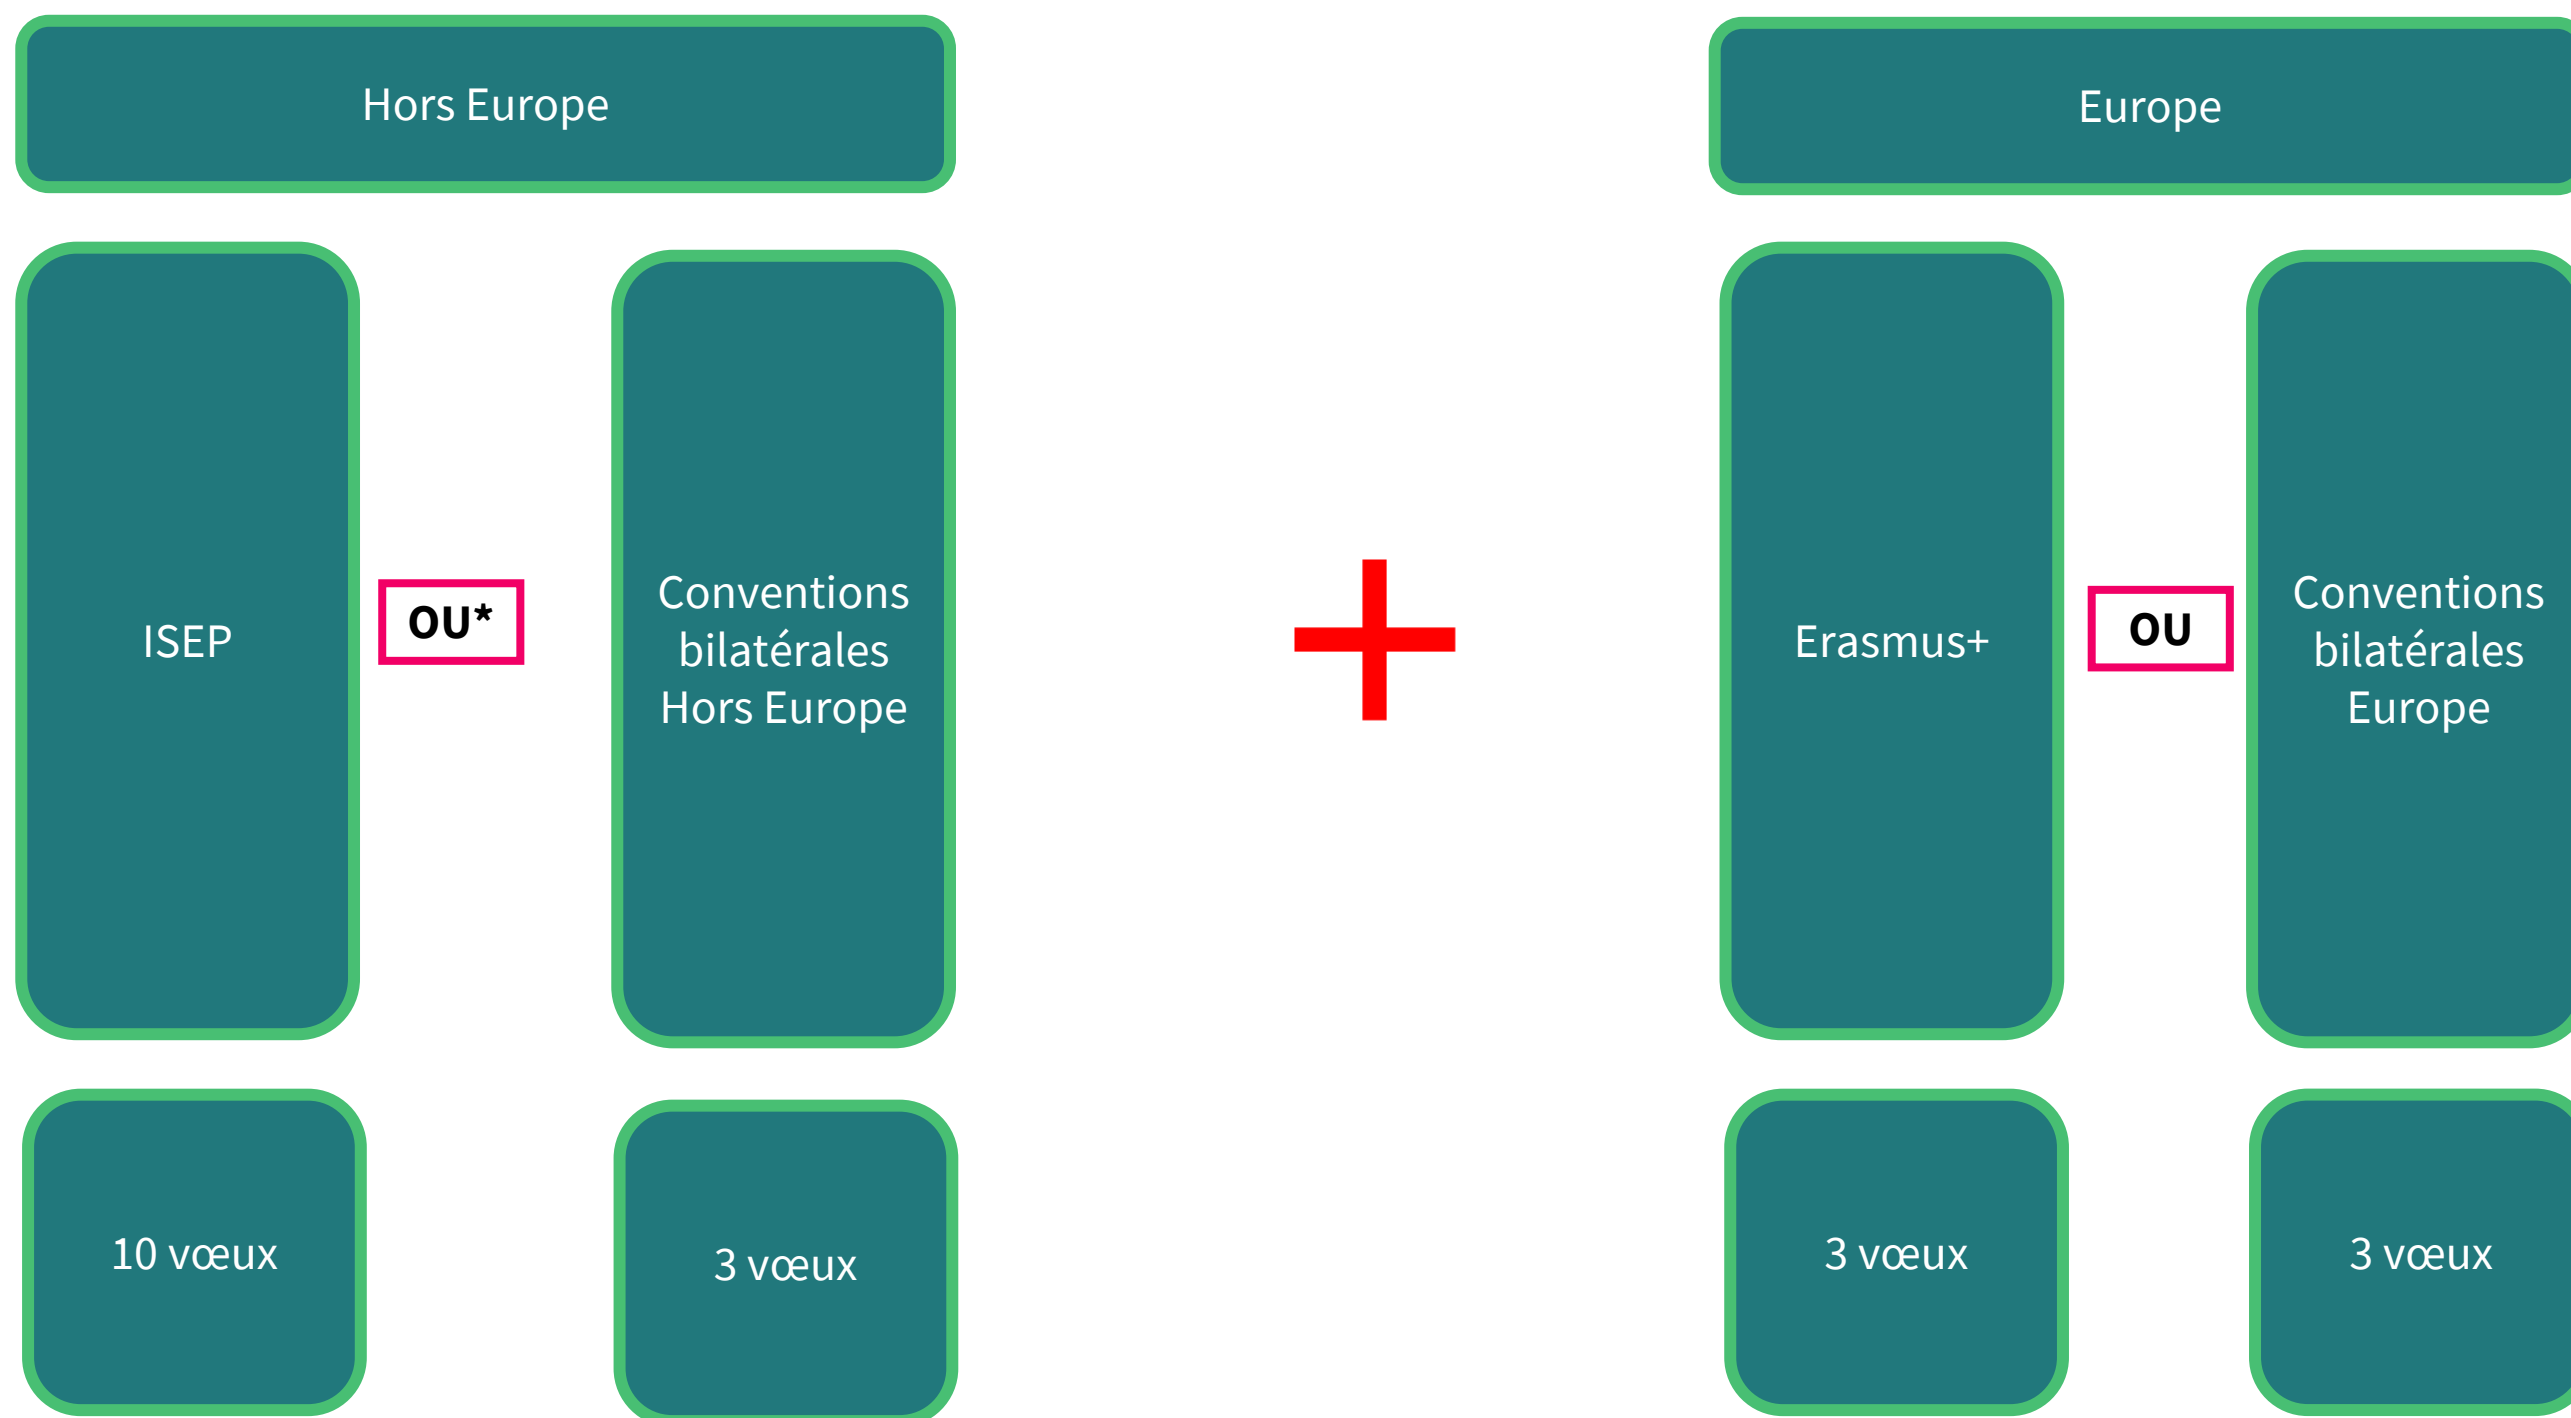 Hors Europe
Europe
ISEP
OU*
Conventions
bilatérales
Hors Europe
Erasmus+
OU
Conventions
bilatérales
Europe
10 vœux
3 vœux
3 vœux
3 vœux